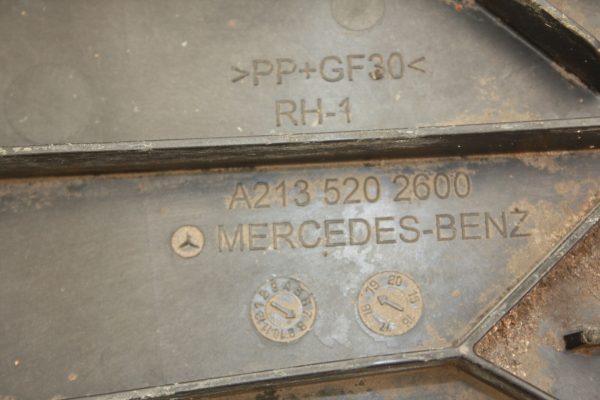 >PP+GF30<
RH-1
A213 520 2600
MERCEDES-BENZ